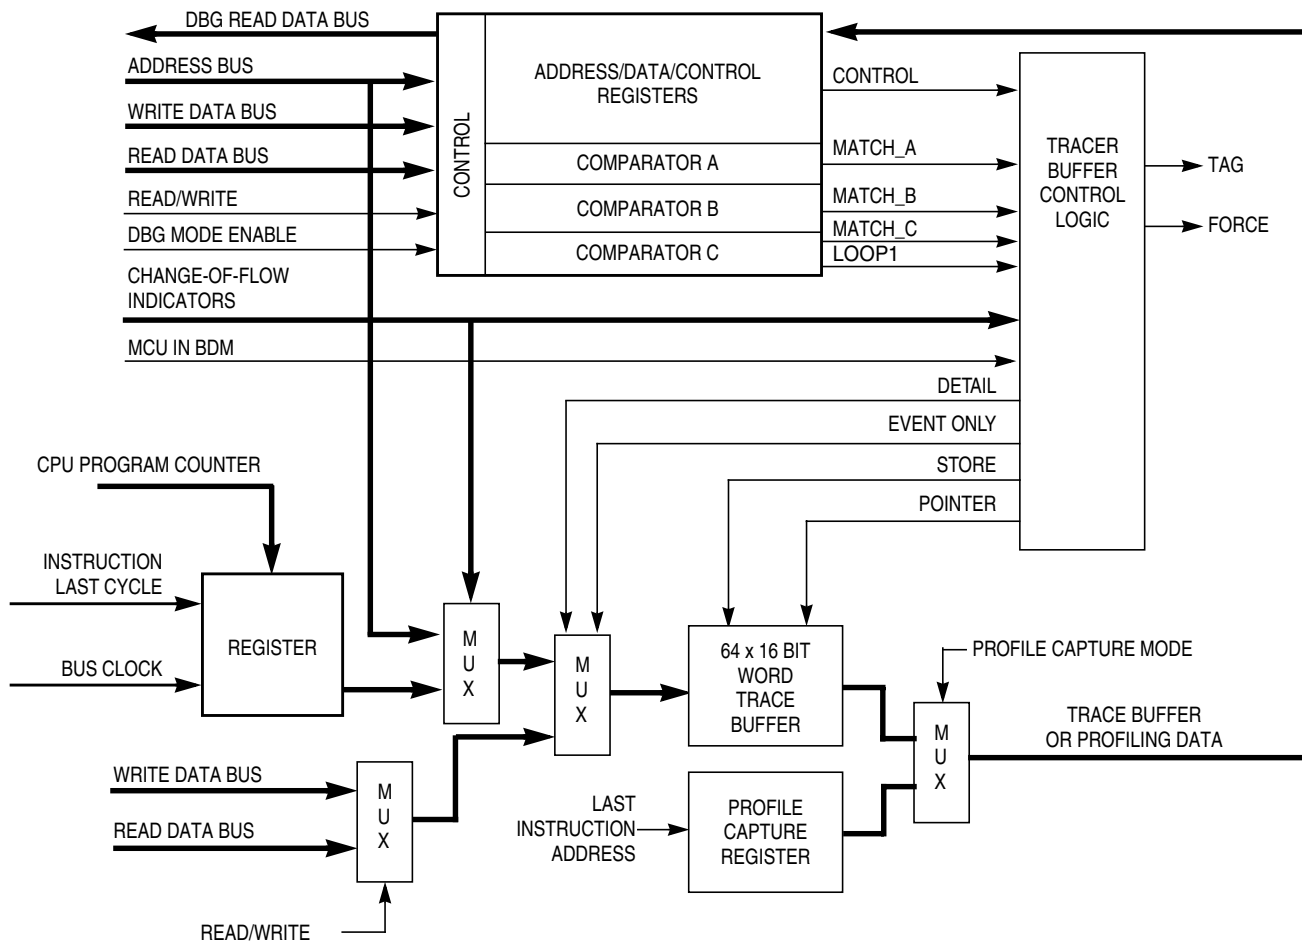 DBG READ DATA BUS
ADDRESS BUS
WRITE DATA BUS
READ DATA BUS
READ/WRITE
DBG MODE ENABLE
CHANGE-OF-FLOW
INDICATORS
MCU IN BDM
CONTROL
ADDRESS/DATA/CONTROL
REGISTERS
COMPARATOR A
COMPARATOR B
COMPARATOR C
CONTROL
MATCH_A
MATCH_B
MATCH_C
LOOP1
TRACER
BUFFER
CONTROL
LOGIC
TAG
FORCE
DETAIL
EVENT ONLY
STORE
POINTER
CPU PROGRAM COUNTER
INSTRUCTION
LAST CYCLE
BUS CLOCK
REGISTER
M
U
X
M
U
X
64 x 16 BIT
WORD
TRACE
BUFFER
PROFILE CAPTURE MODE
M
U
X
TRACE BUFFER
OR PROFILING DATA
WRITE DATA BUS
READ DATA BUS
M
U
X
READ/WRITE
LAST
INSTRUCTION
ADDRESS
PROFILE
CAPTURE
REGISTER